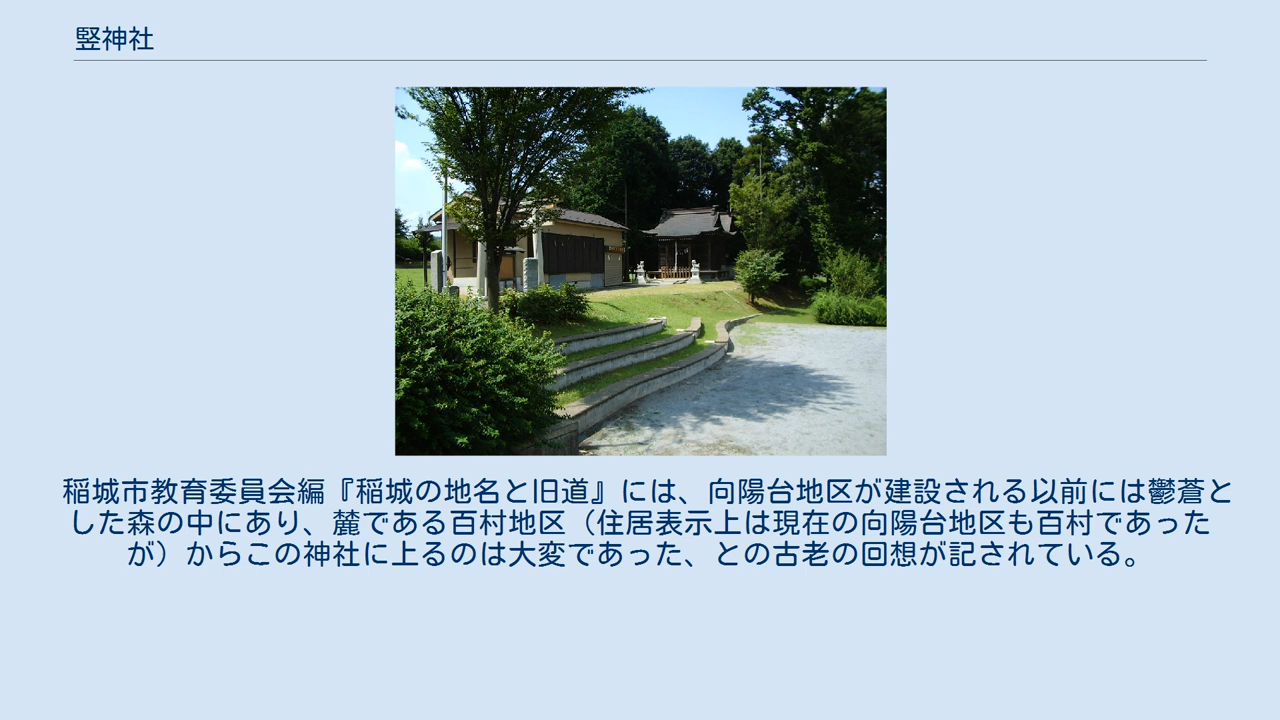 竪神社
稲城市教育委員会編『稲城の地名と旧道』には、向陽台地区が建設される以前には鬱蒼と
した森の中にあり、麓である百村地区（住居表示上は現在の向陽台地区も百村であった
が）からこの神社に上るのは大変であった、との古老の回想が記されている。